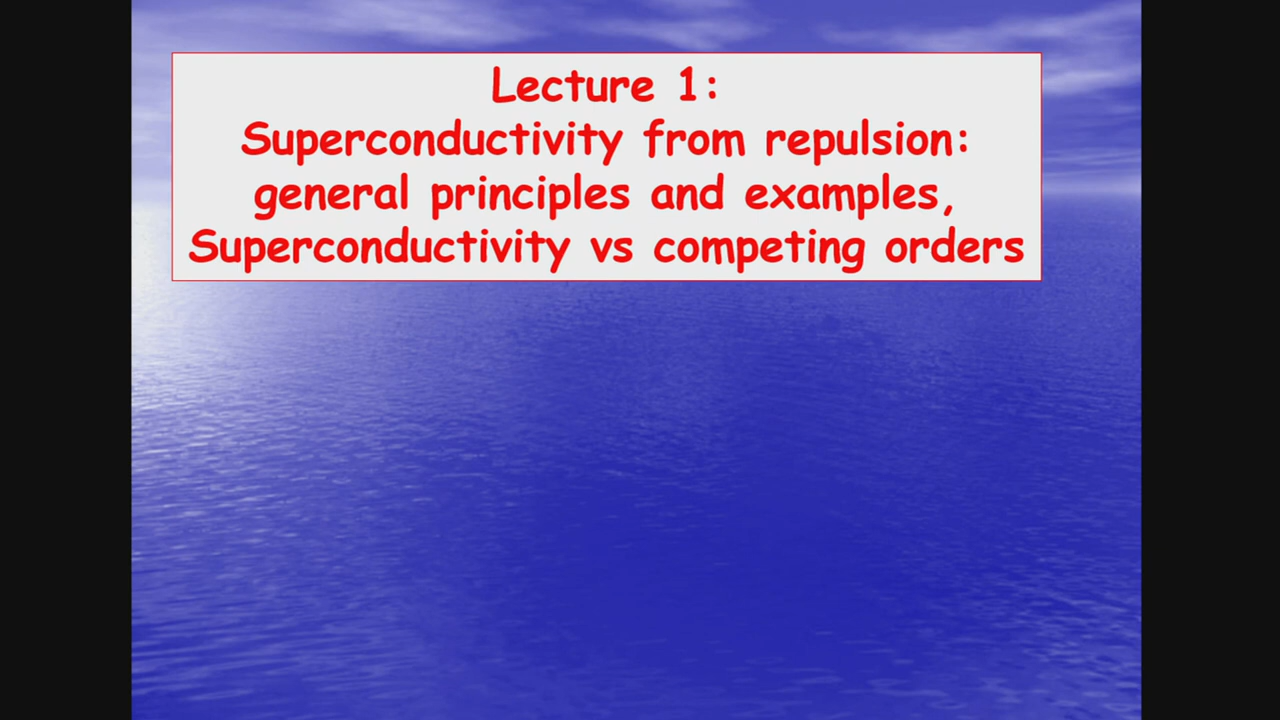 Lecture 1:
Superconductivity from repulsion:
general principles and examples,
Superconductivity vs competing orders